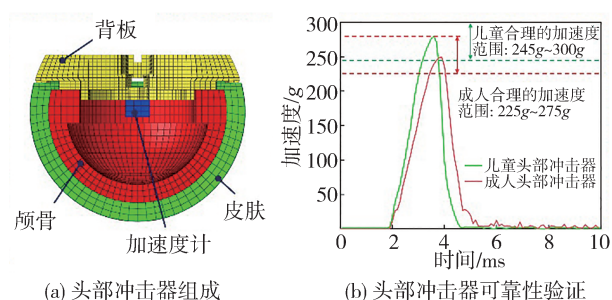 背板
颅骨
加速度计
皮肤
(a) 头部冲击器组成
加速度/g
300
250
200
150
100
50
0
2
4
6
8
10
时间/ms
儿童合理的加速度
范围: 245g~300g
成人合理的加速度
范围: 225g~275g
儿童头部冲击器
成人头部冲击器
(b) 头部冲击器可靠性验证